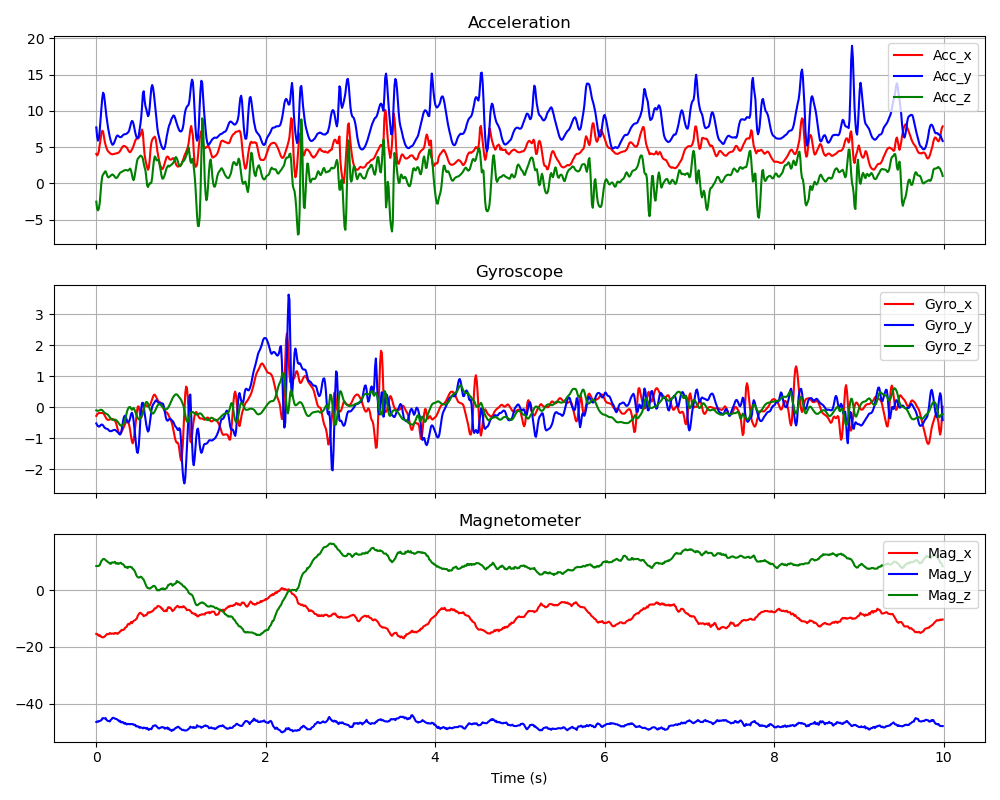 Acceleration
20
15
10
5
0
−5
Acc_x
Acc_y
Acc_z
Gyroscope
3
2
1
0
−1
−2
Gyro_x
Gyro_y
Gyro_z
Magnetometer
0
−20
−40
Mag_x
Mag_y
Mag_z
0 2 4 6 8 10
Time (s)